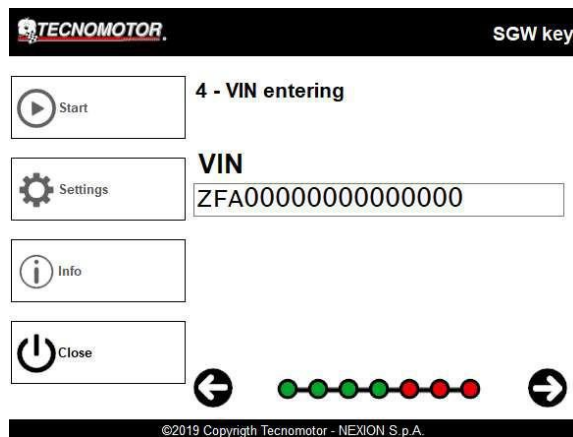 TECNOMOTOR.
SGW key
Start
Settings
Info
Close
4 - VIN entering
VIN
ZFA00000000000000
©2019 Copyrigth Tecnomotor - NEXION S.p.A.